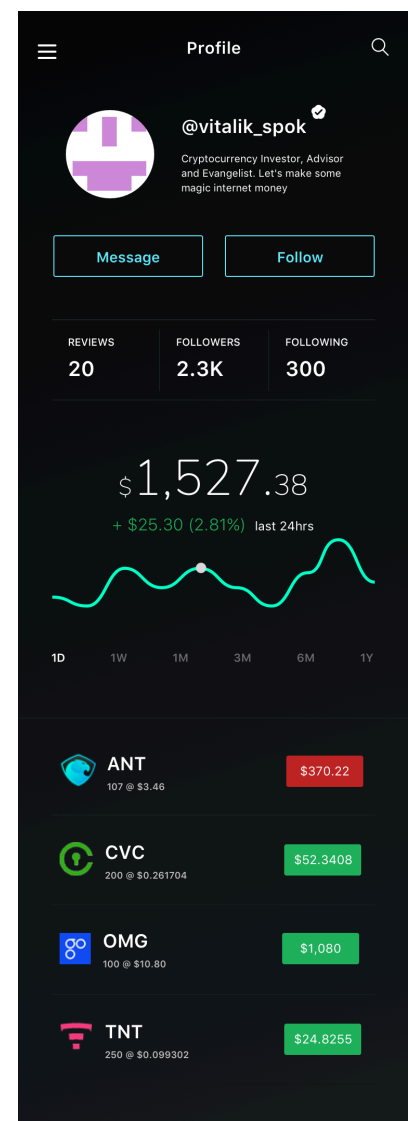 Profile
@vitalik_spok
Cryptocurrency Investor, Advisor
and Evangelist. Let's make some
magic internet money
Message Follow
REVIEWS FOLLOWERS FOLLOWING
20 2.3K 300
$1,527.38
+ $25.30 (2.81%) last 24hrs
1D 1W 1M 3M 6M 1Y
ANT
107 @ $3.46
$370.22
CVC
200 @ $0.261704
$52.3408
OMG
100 @ $10.80
$1,080
TNT
250 @ $0.099302
$24.8255